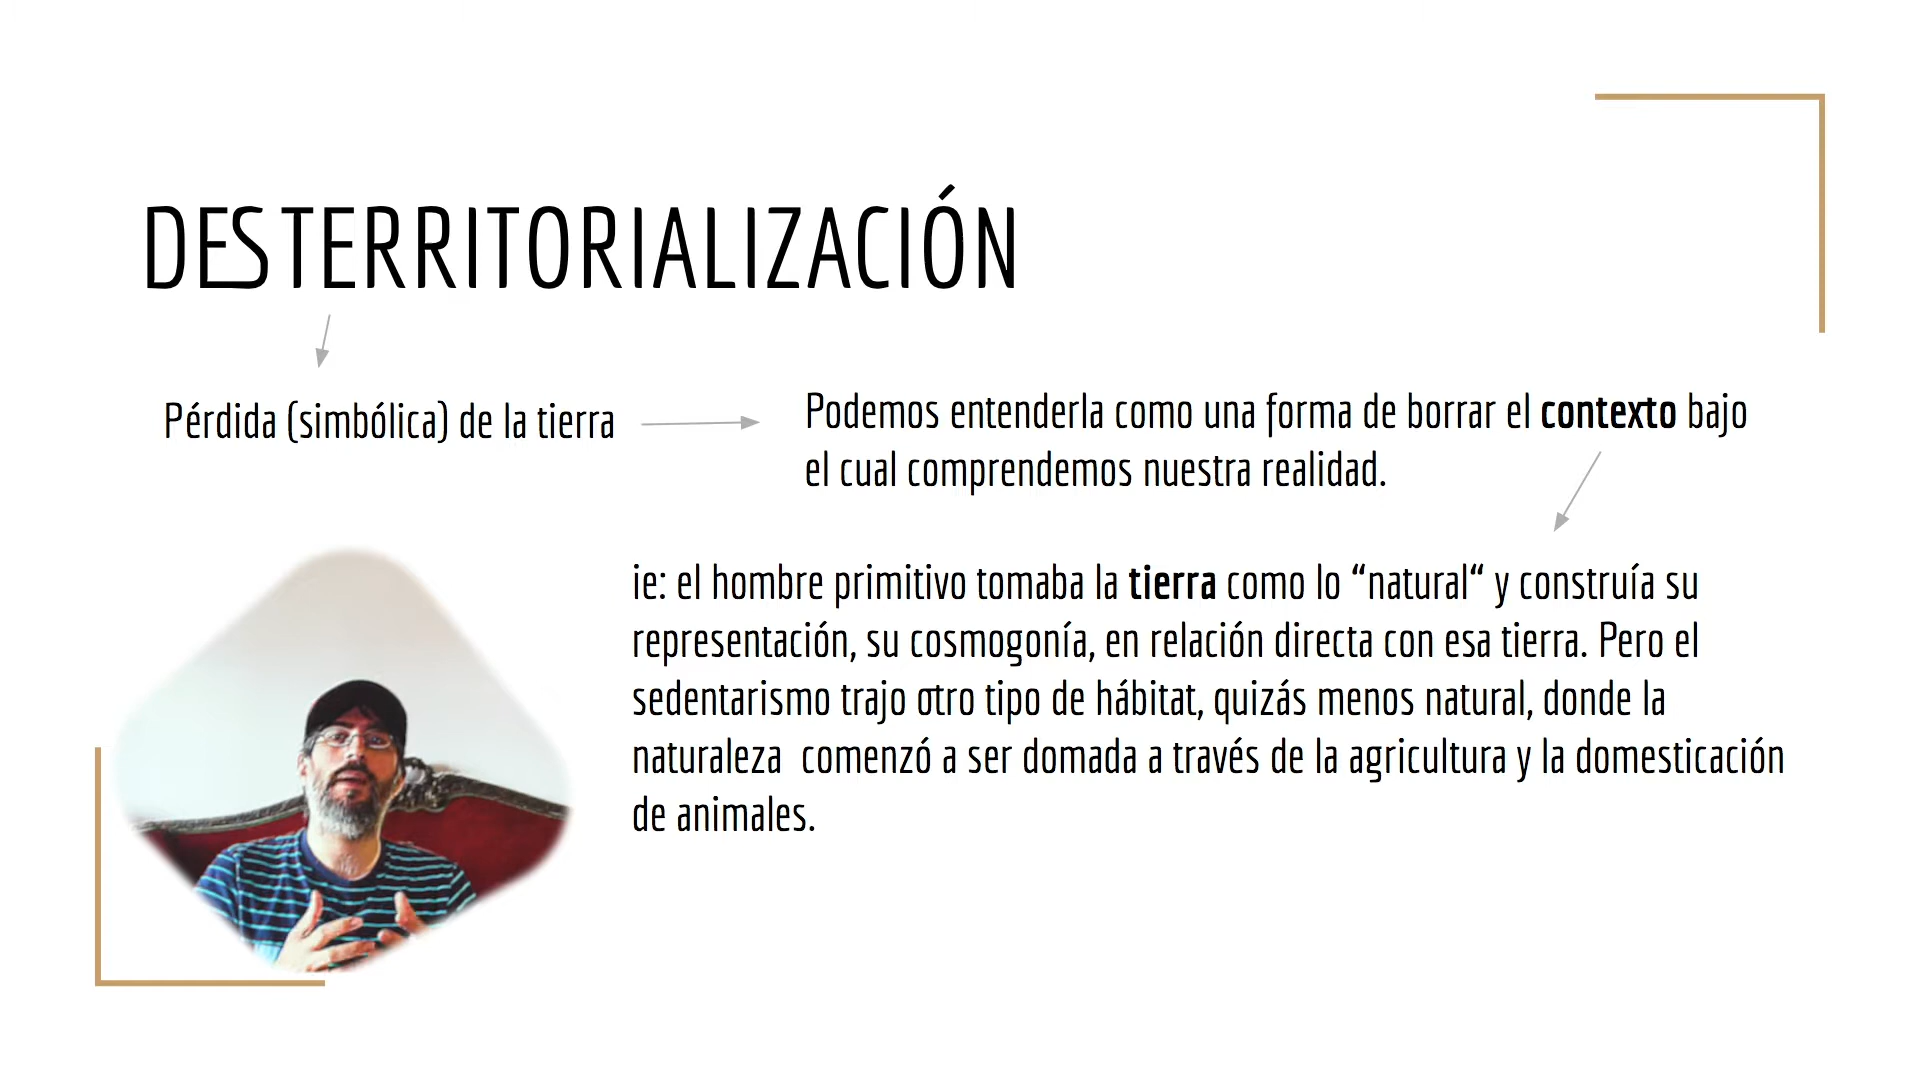 DESTERRITORIALIZACIÓN
Pérdida (simbólica) de la tierra
Podemos entenderla como una forma de borrar el contexto bajo
el cual comprendemos nuestra realidad.
ie: el hombre primitivo tomaba la tierra como lo “natural“ y construía su
representación, su cosmogonía, en relación directa con esa tierra. Pero el
sedentarismo trajo otro tipo de hábitat, quizás menos natural, donde la
naturaleza  comenzó a ser domada a través de la agricultura y la domesticación
de animales.